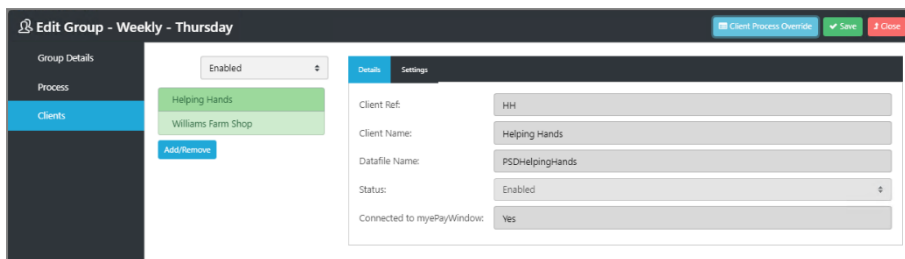 Edit Group - Weekly - Thursday
Client Process Override
Save
Close
Group Details
Process
Clients
Enabled
Helping Hands
Williams Farm Shop
Add/Remove
Details
Settings
Client Ref:
HH
Client Name:
Helping Hands
Datafile Name:
PSDHelpingHands
Status:
Enabled
Connected to myePayWindow:
Yes